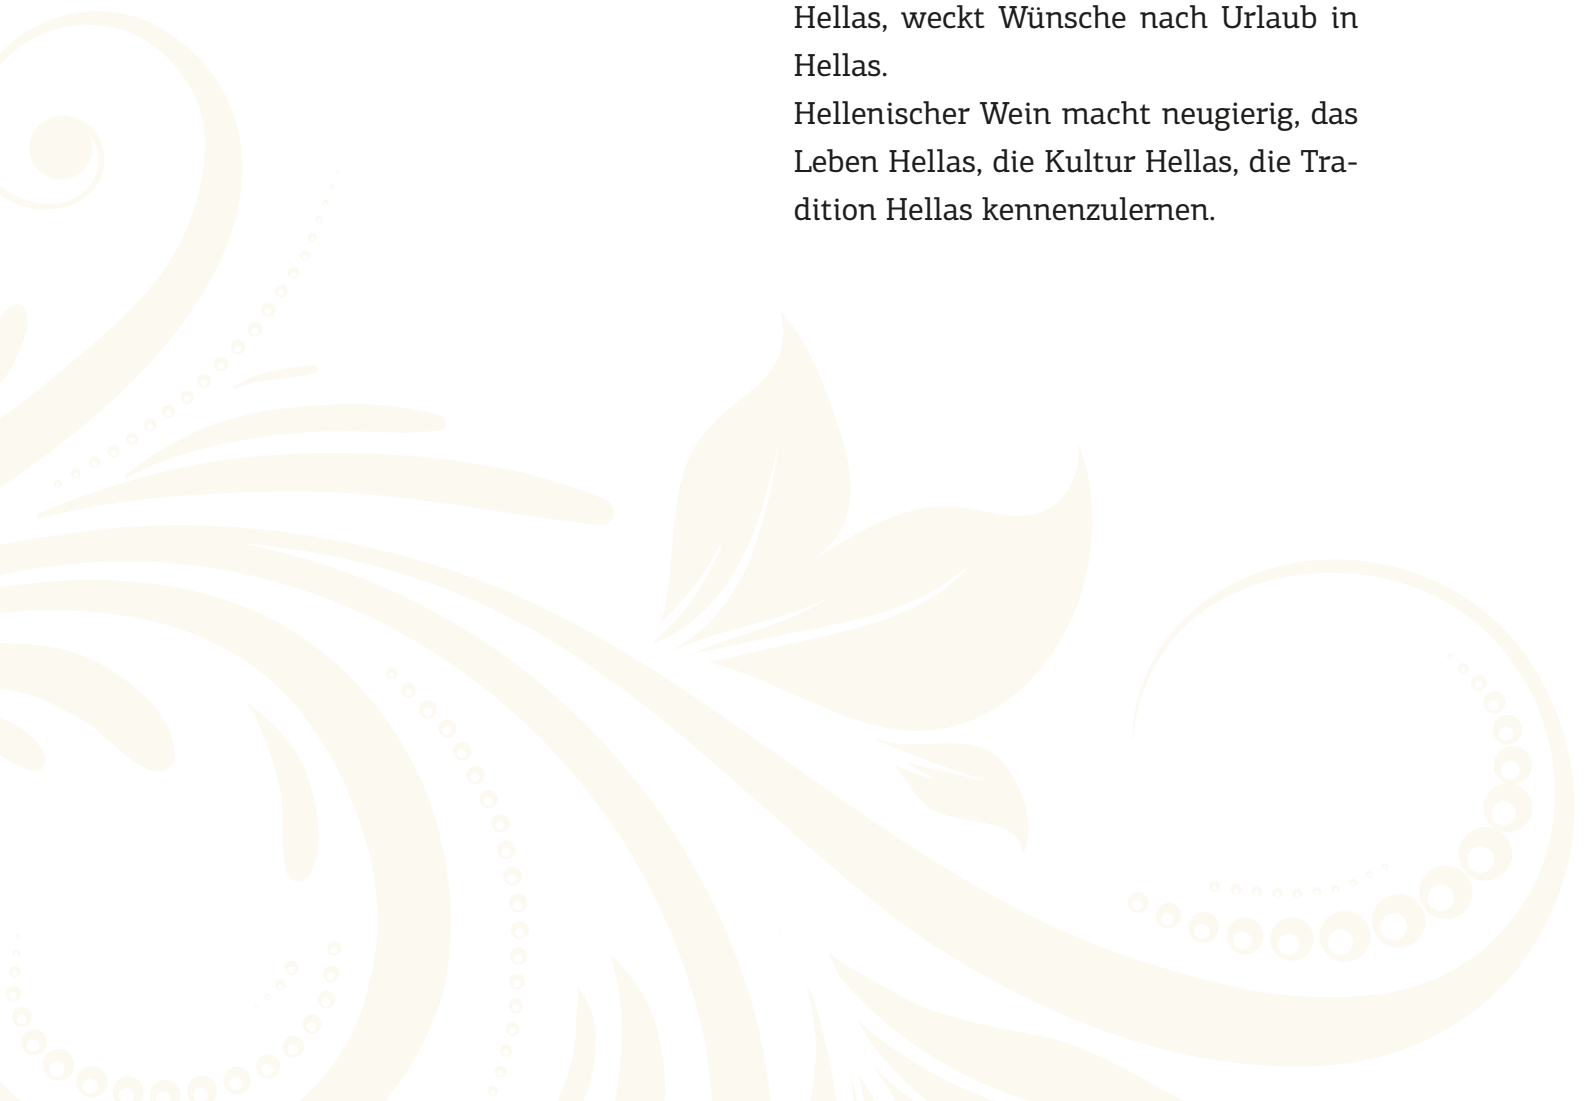 Hellas, weckt Wünsche nach Urlaub in
Hellas.
Hellenischer Wein macht neugierig, das
Leben Hellas, die Kultur Hellas, die Tra-
dition Hellas kennenzulernen.